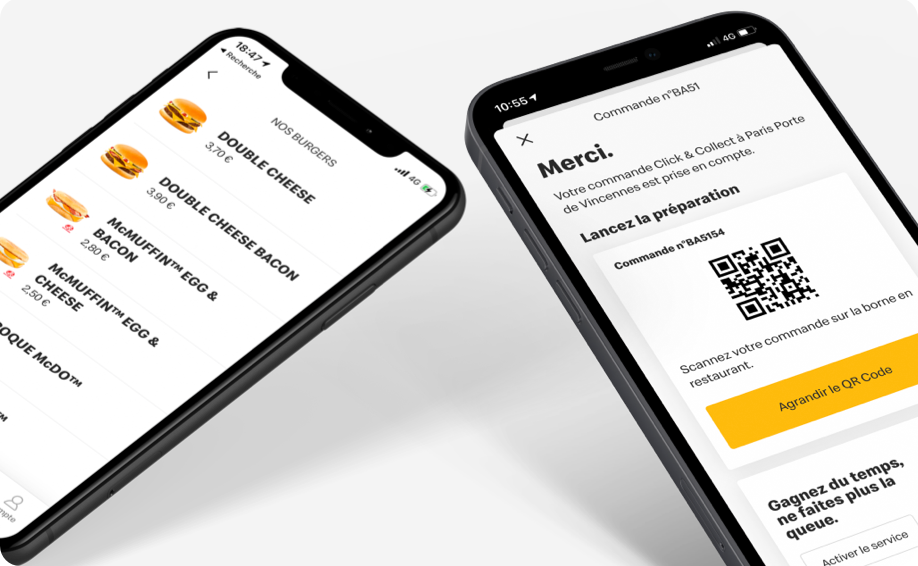 18:47
Recherche
NOS BURGERS
4G
DOUBLE CHEESE
3,70 €
DOUBLE CHEESE BACON
3,90 €
McMUFFIN™ EGG &
BACON
2,80 €
McMUFFIN™ EGG &
CHEESE
2,50 €
OQUE McDO™
™
mpte
10:55
4G
Commande n°BA51
Merci.
Votre commande Click & Collect à Paris Porte
de Vincennes est prise en compte.
Lancez la préparation
Commande n°BA5154
Scannez votre commande sur la borne en
restaurant.
Agrandir le QR Code
Gagnez du temps,
ne faites plus la
queue.
Activer le service